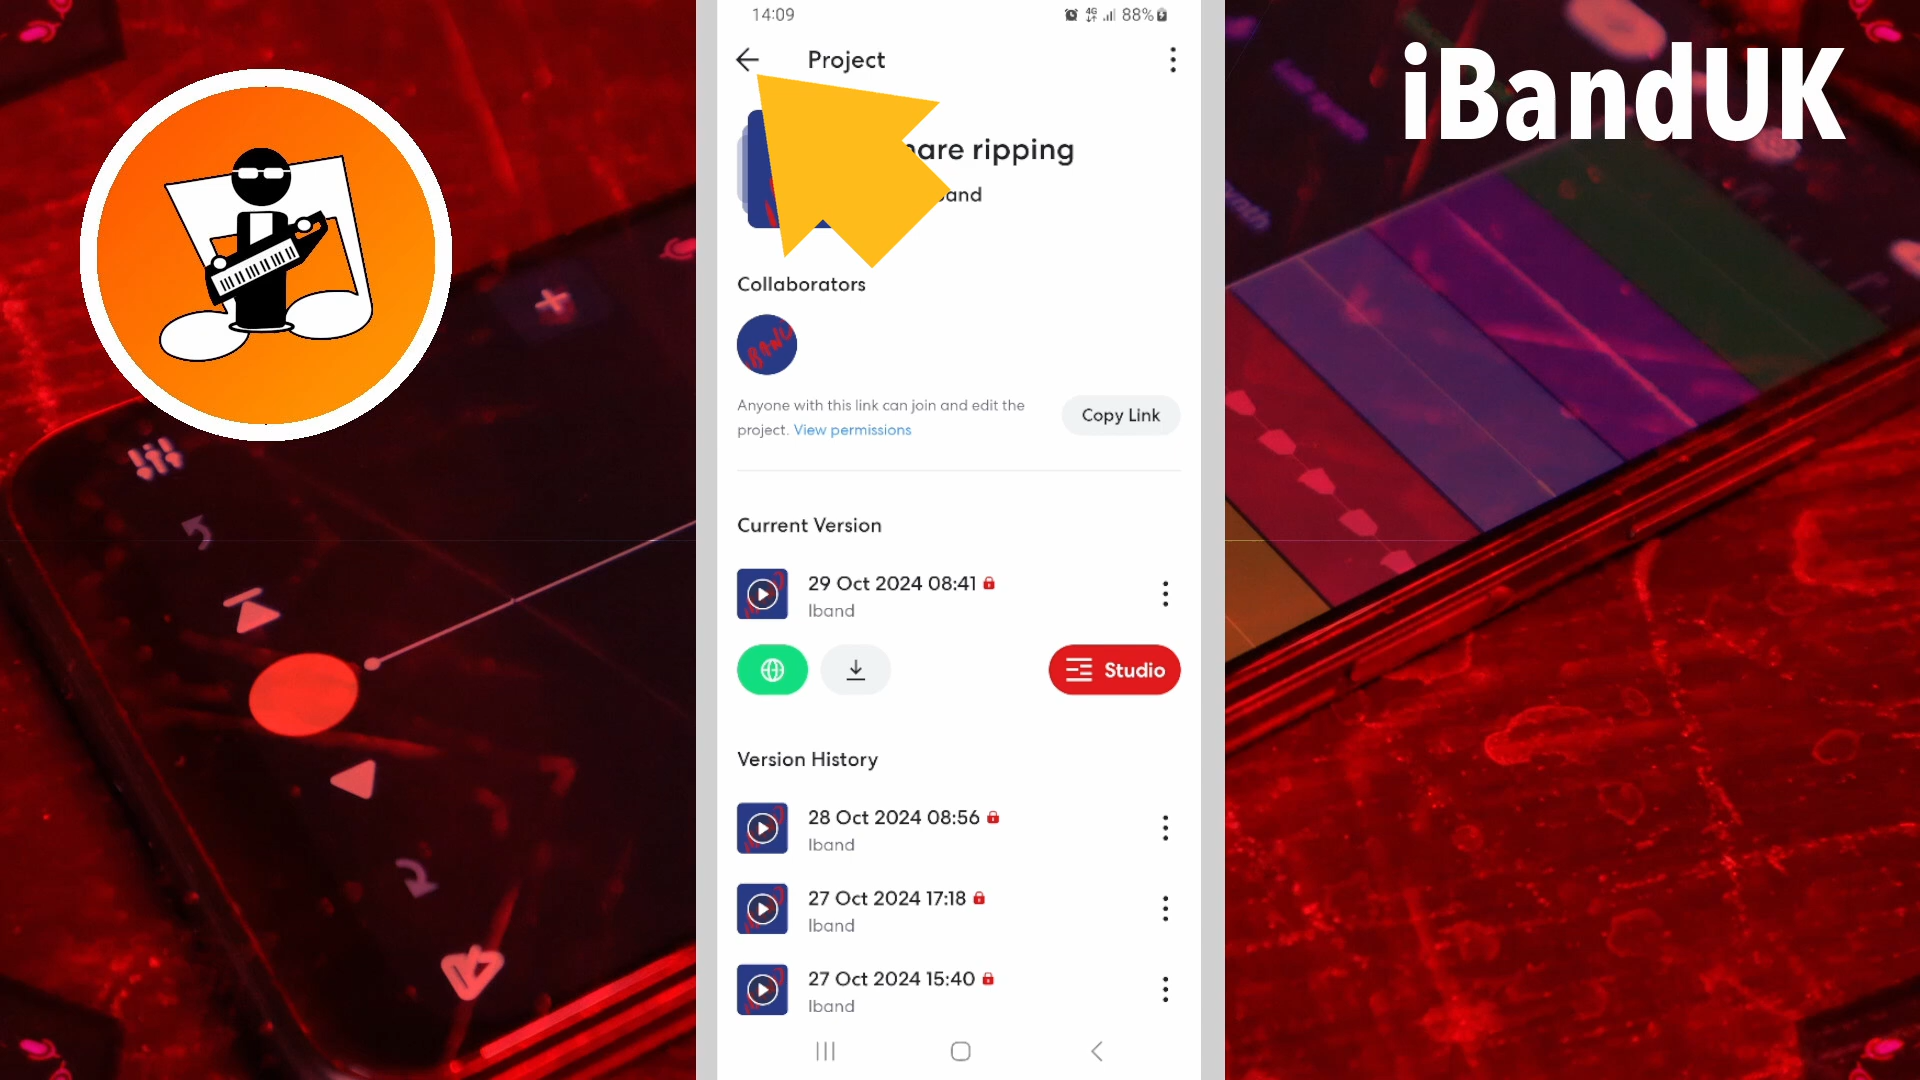 14:09
4G
88%
Project
iBandUK
ripping
Collaborators
Anyone with this link can join and edit the
project. View permissions
Copy Link
Current Version
29 Oct 2024 08:41
Iband
Studio
Version History
28 Oct 2024 08:56
Iband
27 Oct 2024 17:18
Iband
27 Oct 2024 15:40
Iband